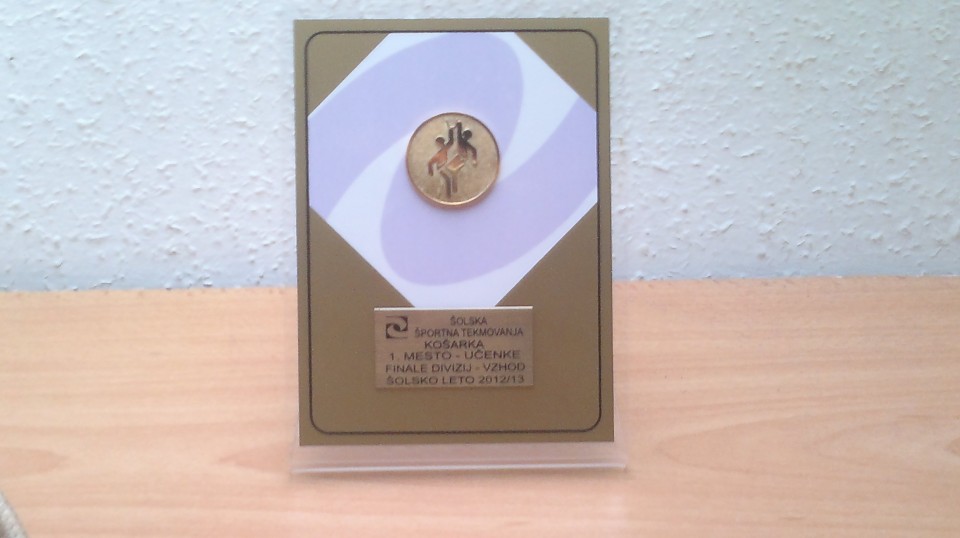 ŠOLSKA
ŠPORTNA TEKMOVANJA
KOŠARKA
1. MESTO - UČENKE
FINALE DIVIZIJ - VZHOD
ŠOLSKO LETO 2012/13